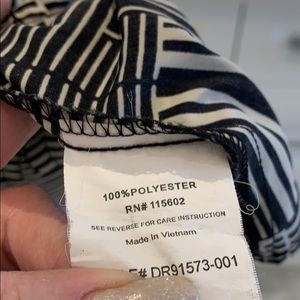 100%POLYESTER
RN# 115602
SEE REVERSE FOR CARE INSTRUCTION
Made In Vietnam
E# DR91573-001